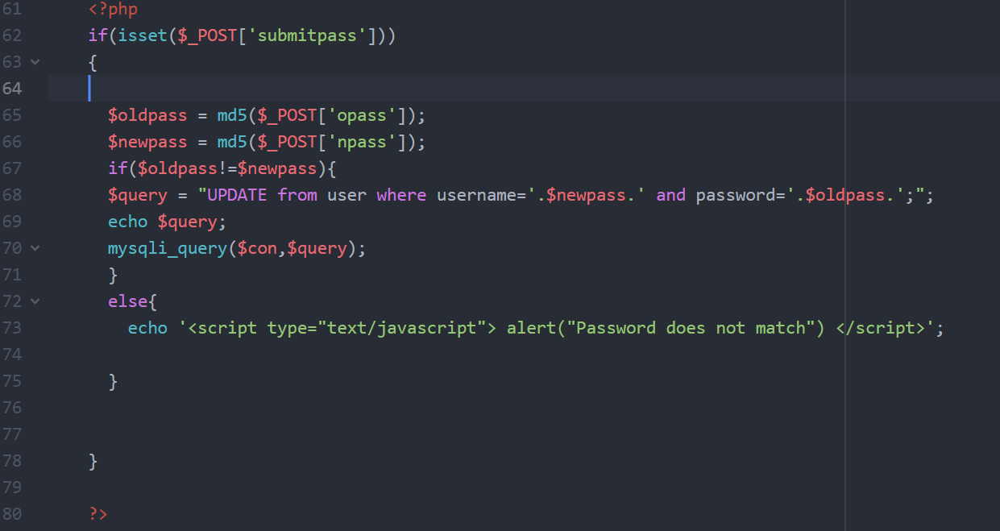 61 <?php
62 if(isset($_POST['submitpass']))
63 {
64
65 $oldpass = md5($_POST['opass']);
66 $newpass = md5($_POST['npass']);
67 if($oldpass!=$newpass){
68 $query = "UPDATE from user where username='.$newpass.' and password='.$oldpass.';";
69 echo $query;
70 mysqli_query($con,$query);
71 }
72 else{
73 echo '<script type="text/javascript"> alert("Password does not match") </script>';
74
75 }
76
77
78 }
79
80 ?>